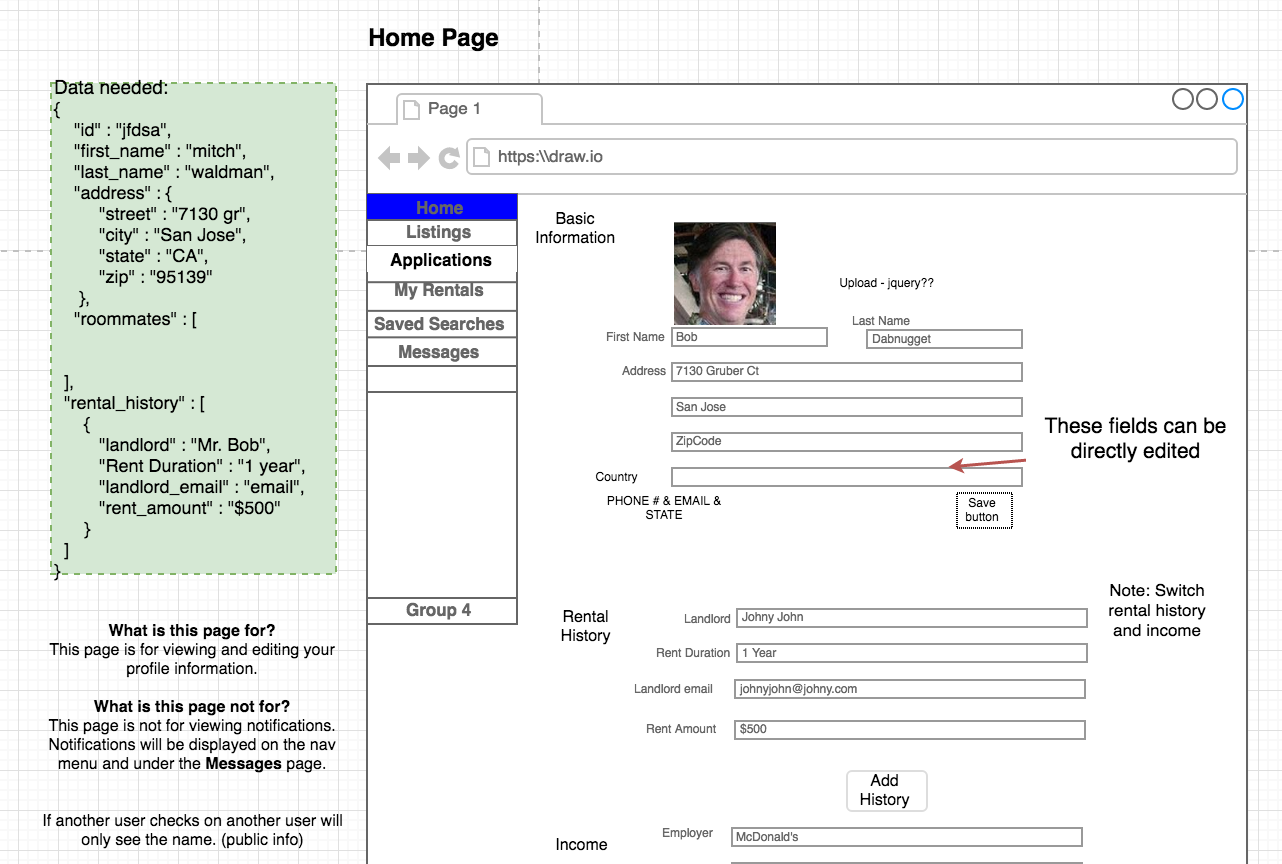 Home Page
Data needed:
{
"id" : "jfdsa",
"first_name" : "mitch",
"last_name" : "waldman",
"address" : {
"street" : "7130 gr",
"city" : "San Jose",
"state" : "CA",
"zip" : "95139"
},
"roommates" : [
],
"rental_history" : [
{
"landlord" : "Mr. Bob",
"Rent Duration" : "1 year",
"landlord_email" : "email",
"rent_amount" : "$500"
}
]
}
What is this page for?
This page is for viewing and editing your
profile information.
What is this page not for?
This page is not for viewing notifications.
Notifications will be displayed on the nav
menu and under the Messages page.
If another user checks on another user will
only see the name. (public info)
Page 1
https:\\draw.io
Home
Listings
Applications
My Rentals
Saved Searches
Messages
Group 4
Basic
Information
Upload - jquery??
First Name
Bob
Last Name
Dabnugget
Address
7130 Gruber Ct
San Jose
ZipCode
Country
PHONE # & EMAIL &
STATE
Save
button
These fields can be
directly edited
Rental
History
Landlord
Johny John
Rent Duration
1 Year
Landlord email
johnyjohn@johny.com
Rent Amount
$500
Note: Switch
rental history
and income
Add
History
Income
Employer
McDonald's